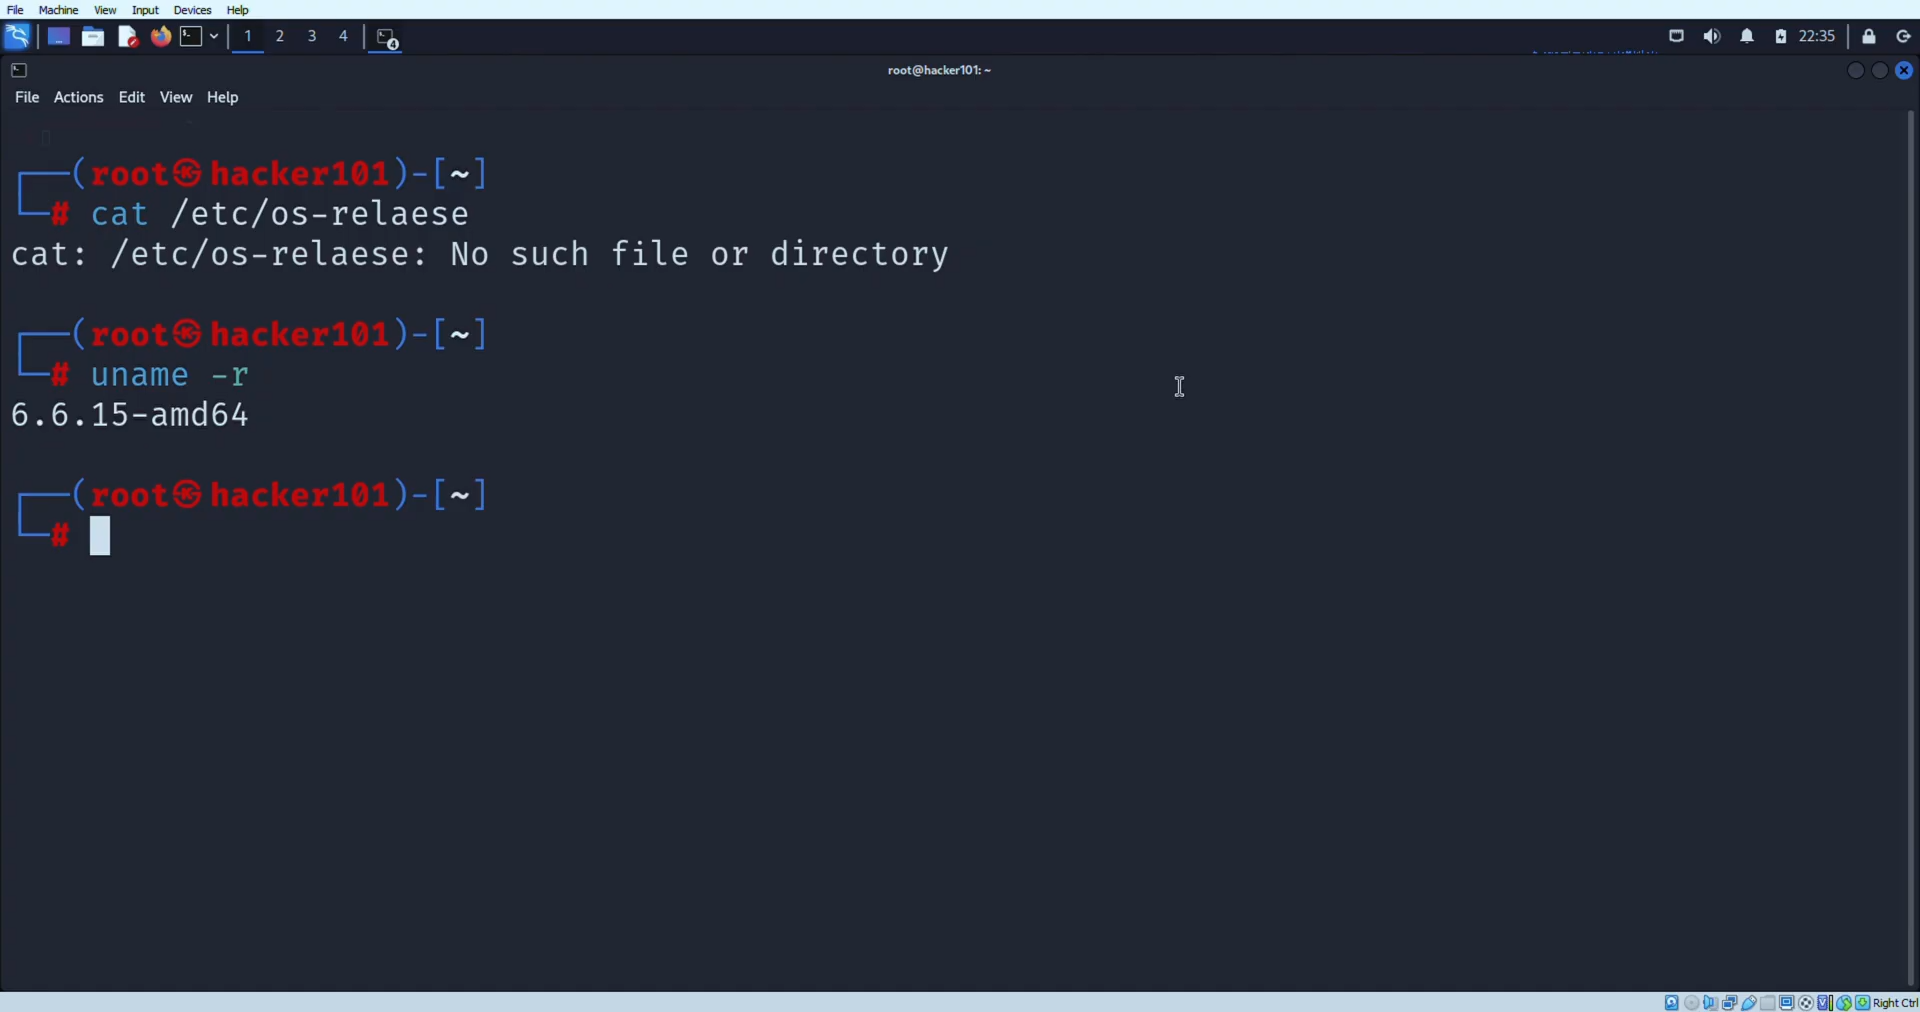 File Machine View Input Devices Help
1 2 3 4 4 22:35
root@hacker101: ~
File Actions Edit View Help
┌──(root㉿hacker101)-[~]
└─# cat /etc/os-relaese
cat: /etc/os-relaese: No such file or directory
┌──(root㉿hacker101)-[~]
└─# uname -r
6.6.15-amd64
┌──(root㉿hacker101)-[~]
└─#
Right Ctrl